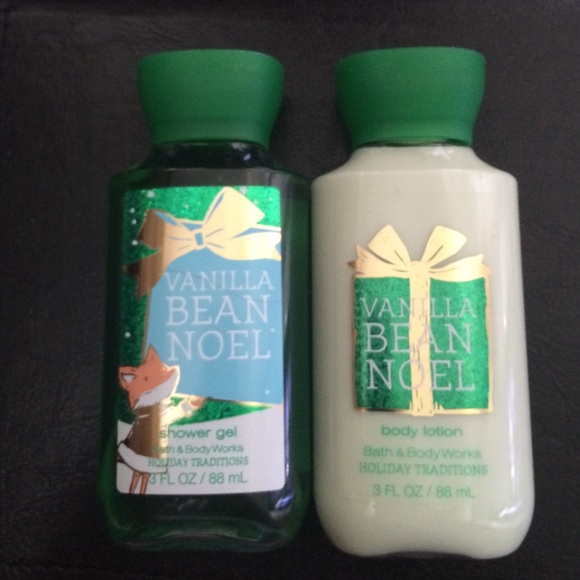 VANILLA
BEAN
NOEL
shower gel
Bath & BodyWorks
HOLIDAY TRADITIONS
3 FL OZ / 88 mL
VANILLA
BEAN
NOEL
body lotion
Bath & BodyWorks
HOLIDAY TRADITIONS
3 FL OZ / 88 mL